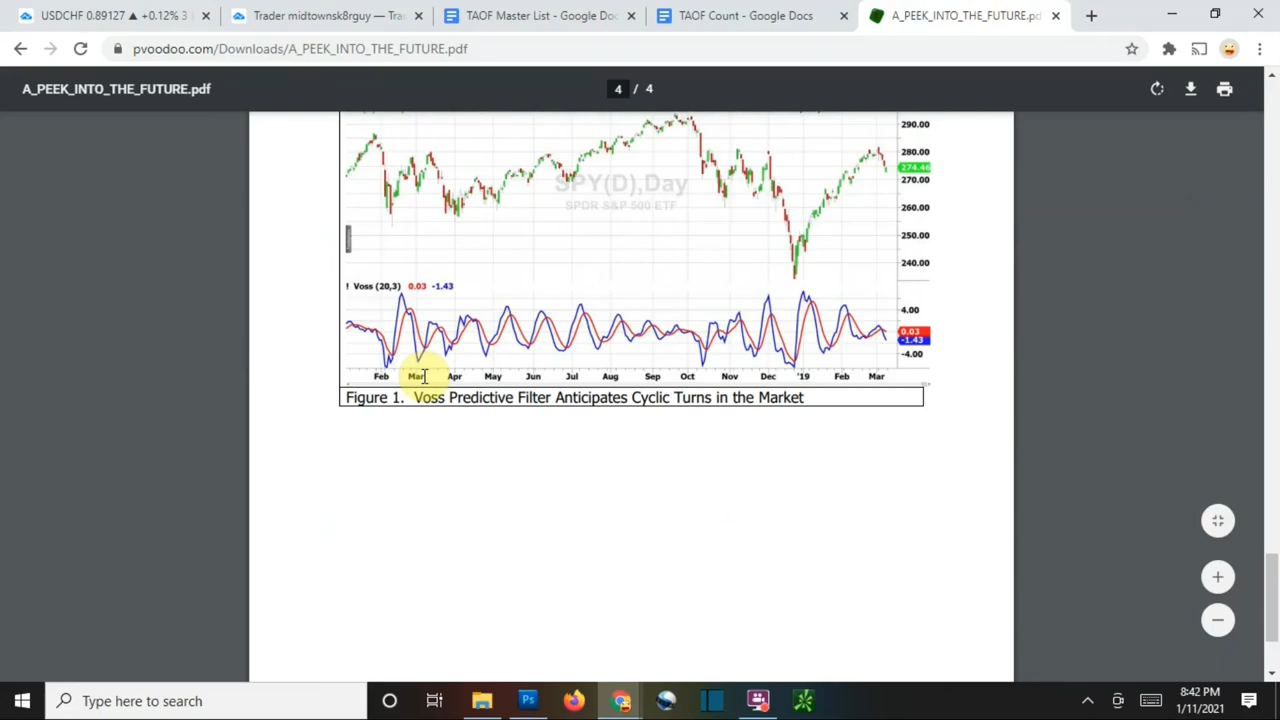 USDCHF 0.89127 ▲ +0.12% 3
Trader midtownsk8rguy — Tra
TAOF Master List - Google Doc
TAOF Count - Google Docs
A_PEEK_INTO_THE_FUTURE.pd
pvoodoo.com/Downloads/A_PEEK_INTO_THE_FUTURE.pdf
A_PEEK_INTO_THE_FUTURE.pdf
4 / 4
290.00
280.00
274.46
270.00
260.00
250.00
240.00
SPY(D),Day
SPDR S&P 500 ETF
! Voss (20,3) 0.03 -1.43
4.00
0.03
-1.43
-4.00
Feb Mar Apr May Jun Jul Aug Sep Oct Nov Dec '19 Feb Mar
Figure 1. Voss Predictive Filter Anticipates Cyclic Turns in the Market
Type here to search
Ps
8:42 PM
1/11/2021